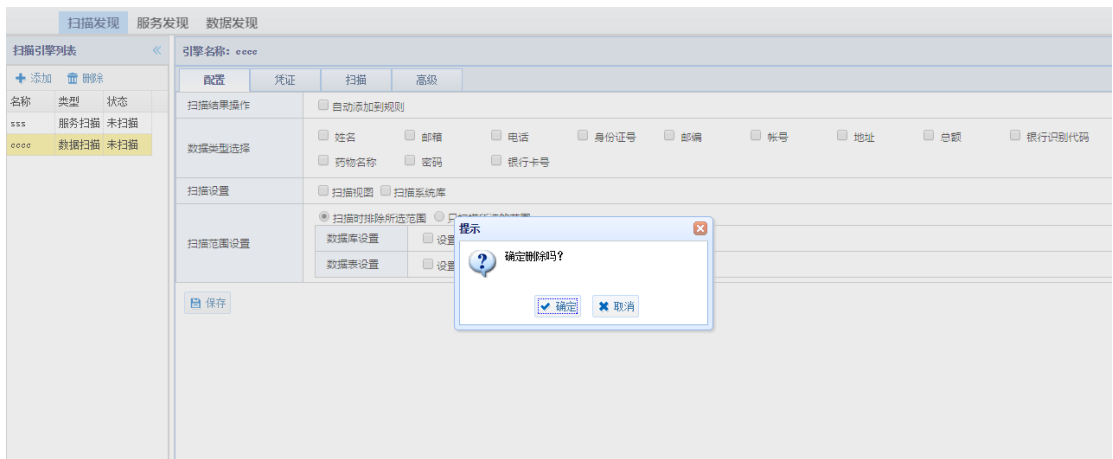 扫描发现 服务发现 数据发现
扫描引擎列表
添加 删除
名称 类型 状态
sss 服务扫描 未扫描
cccc 数据扫描 未扫描
引擎名称: cccc
配置 凭证 扫描 高级
扫描结果操作 自动添加到规则
数据类型选择
姓名 邮箱 电话 身份证号 邮编 帐号 地址 总额 银行识别代码
药物名称 密码 银行卡号
扫描设置 扫描视图 扫描系统库
扫描范围设置
扫描时排除所选范围
数据库设置 设置
数据表设置 设置
保存
提示
确定删除吗?
确定 取消